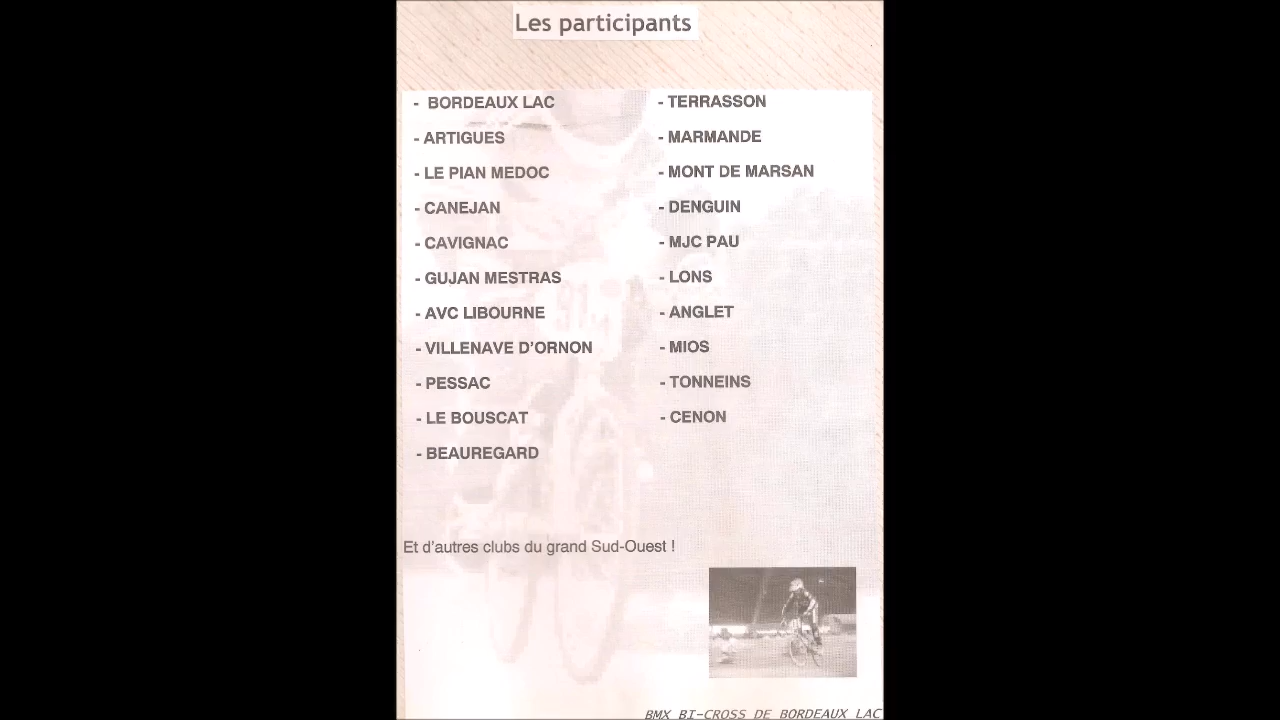 Les participants
- BORDEAUX LAC
- ARTIGUES
- LE PIAN MEDOC
- CANEJAN
- CAVIGNAC
- GUJAN MESTRAS
- AVC LIBOURNE
- VILLENAVE D'ORNON
- PESSAC
- LE BOUSCAT
- BEAUREGARD
- TERRASSON
- MARMANDE
- MONT DE MARSAN
- DENGUIN
- MJC PAU
- LONS
- ANGLET
- MIOS
- TONNEINS
- CENON
Et d'autres clubs du grand Sud-Ouest !
BMX BI-CROSS DE BORDEAUX LAC